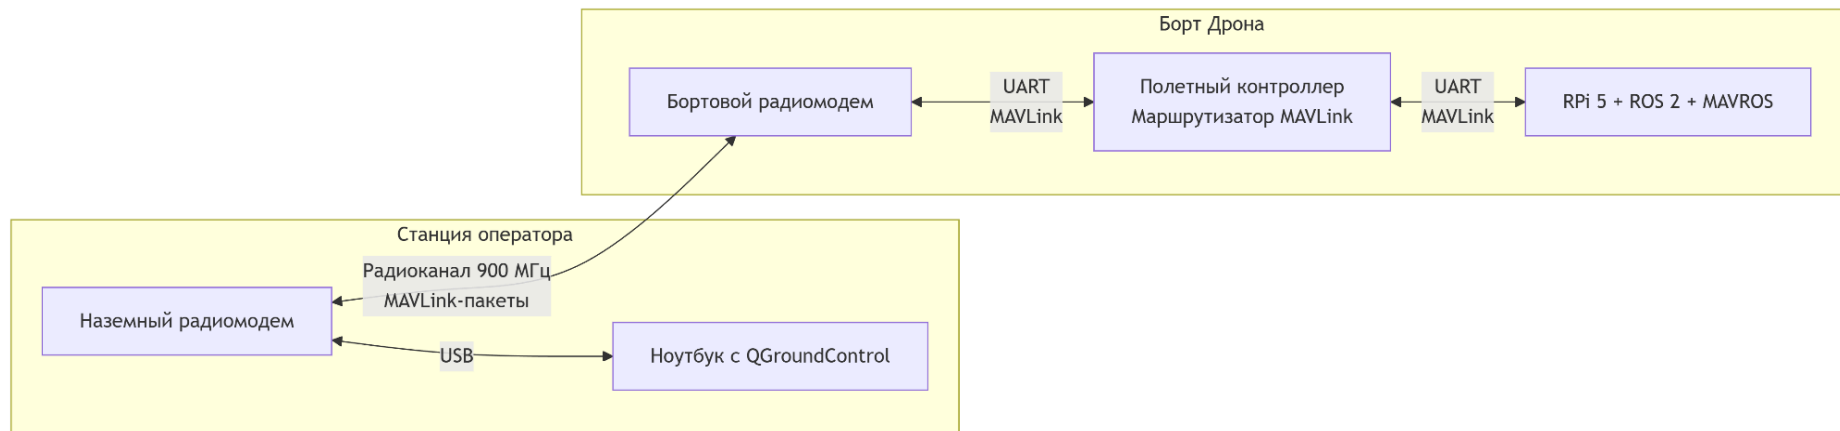 Борт Дрона
Бортовой радиомодем
UART
MAVLink
Полетный контроллер
Маршрутизатор MAVLink
UART
MAVLink
RPi 5 + ROS 2 + MAVROS
Станция оператора
Радиоканал 900 МГц
MAVLink-пакеты
Наземный радиомодем
USB
Ноутбук с QGroundControl